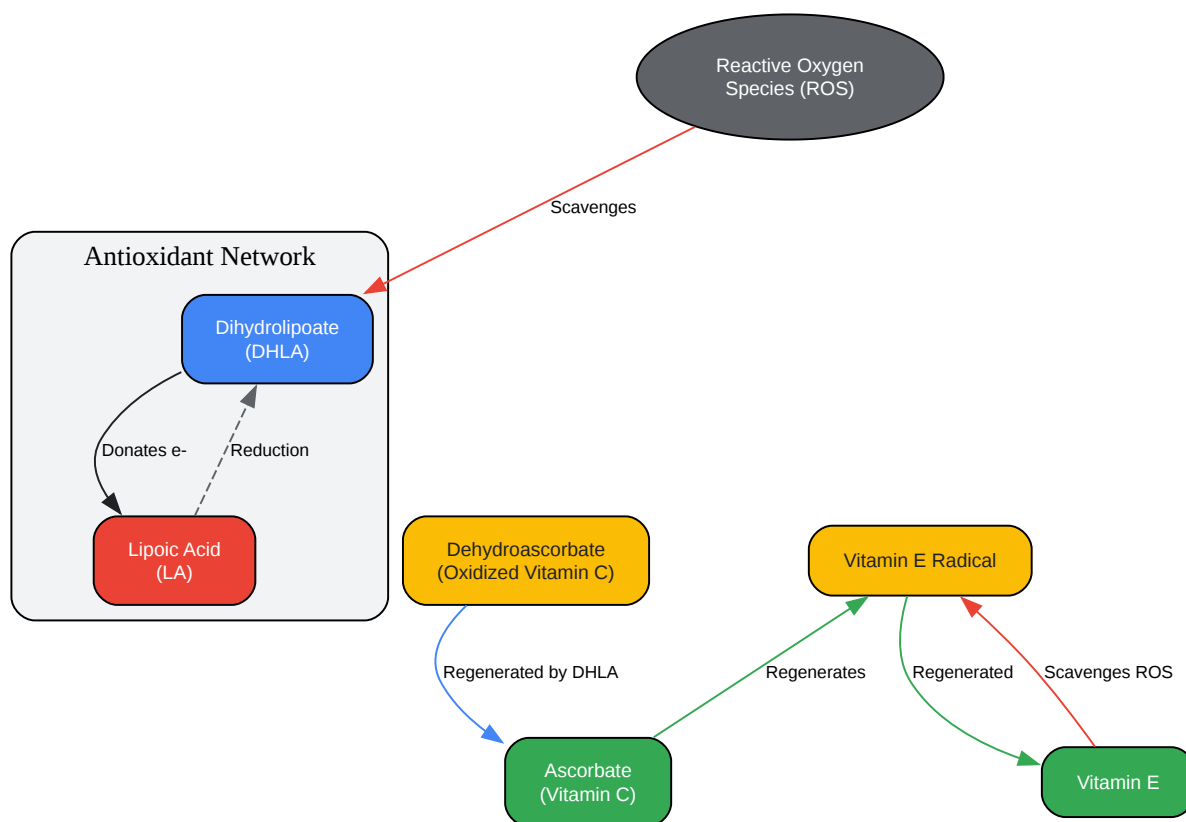 Reactive Oxygen
Species (ROS)
Scavenges
Antioxidant Network
Dihydrolipoate
(DHLA)
Donates e-
Reduction
Lipoic Acid
(LA)
Dehydroascorbate
(Oxidized Vitamin C)
Vitamin E Radical
Regenerated by DHLA
Regenerates
Regenerated
Scavenges ROS
Ascorbate
(Vitamin C)
Vitamin E